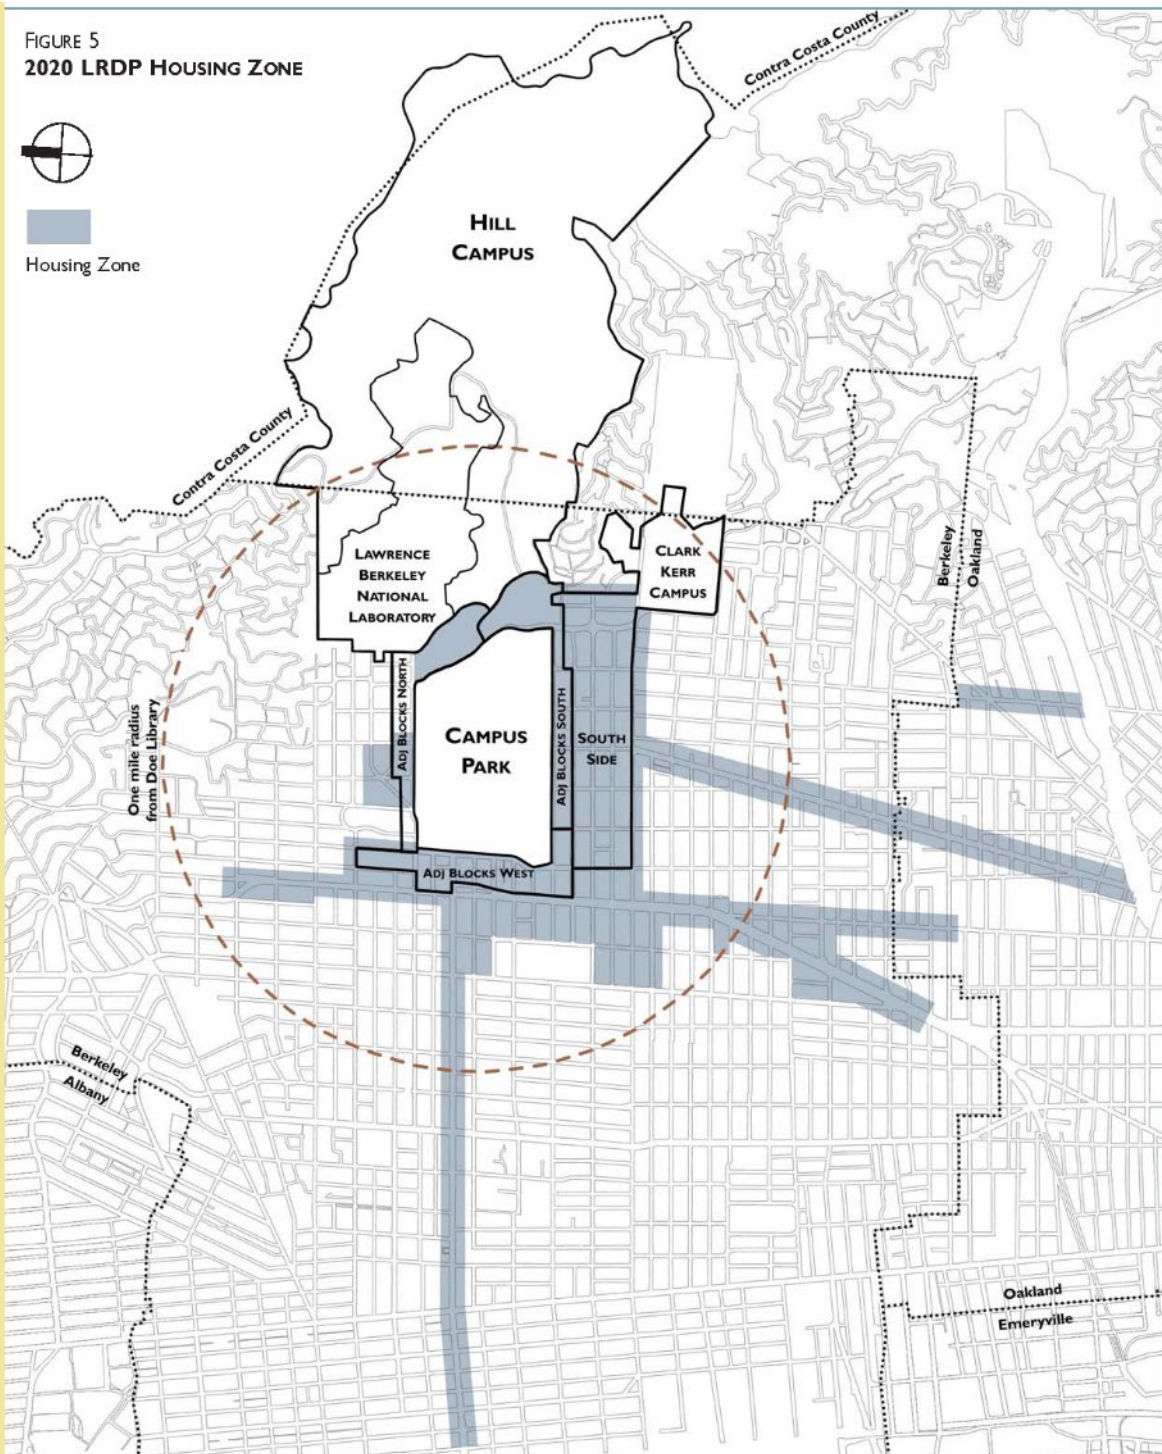 FIGURE 5
2020 LRDP HOUSING ZONE
Housing Zone
Contra Costa County
HILL
CAMPUS
Contra Costa County
LAWRENCE
BERKELEY
NATIONAL
LABORATORY
CLARK
KERR
CAMPUS
Berkeley
Oakland
One mile radius
from Doe Library
ADJ BLOCKS NORTH
CAMPUS
PARK
ADJ BLOCKS SOUTH
SOUTH
SIDE
ADJ BLOCKS WEST
Berkeley
Albany
Oakland
Emeryville